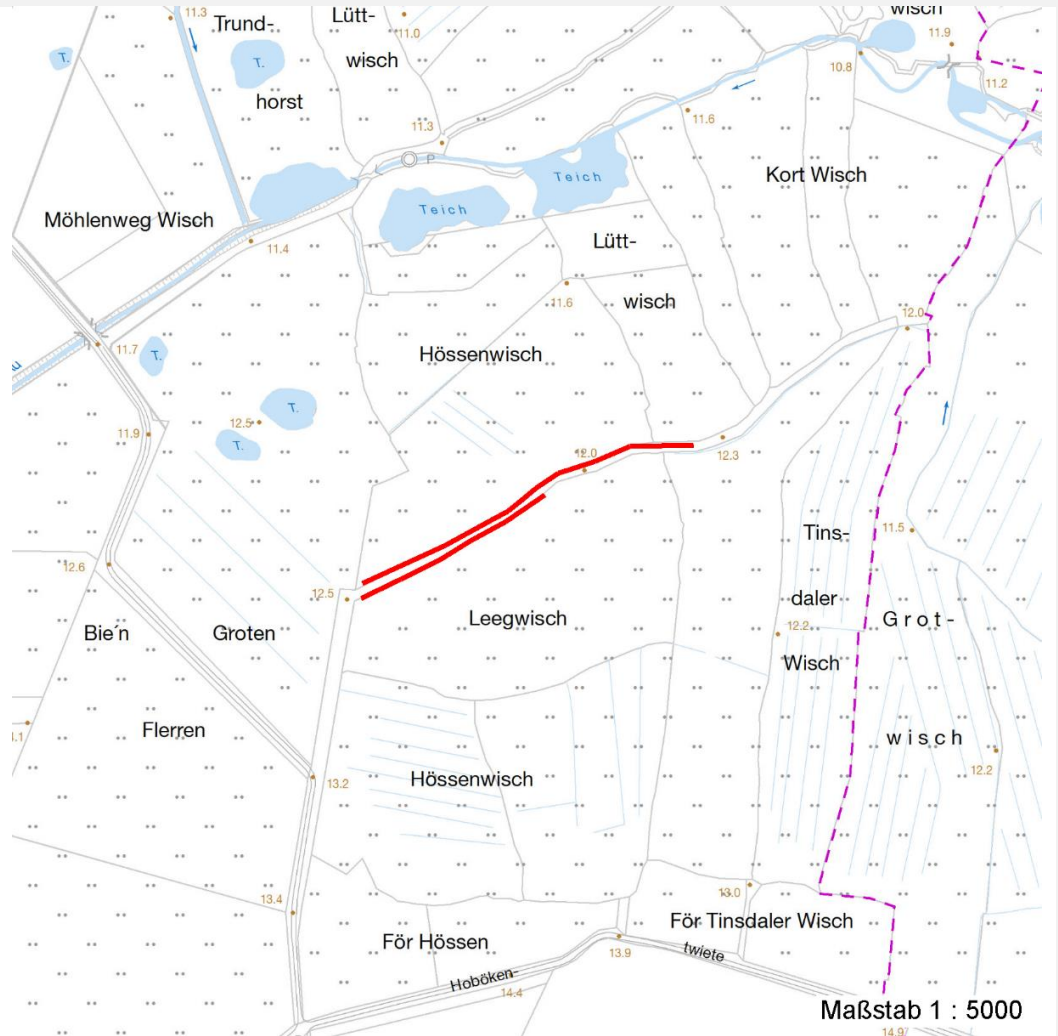 11.3
Trund-
Lütt-
11.0
wisch
11.9
T.
wisch
T.
10.8
11.2
horst
11.3
11.6
P
Teich
Kort Wisch
Teich
Möhlenweg Wisch
11.4
Lütt-
11.6
wisch
12.0
11.7
T.
Hössenwisch
T.
12.5
11.9
T.
12.0
12.3
11.5
Tins-
12.6
12.5
daler
Bie´n
Groten
Leegwisch
12.2
Grot-
Wisch
Flerren
wisch
12.2
13.2
Hössenwisch
13.0
13.4
För Tinsdaler Wisch
För Hössen
13.9
twiete
Hoböken-
14.4
Maßstab 1 : 5000
14.9